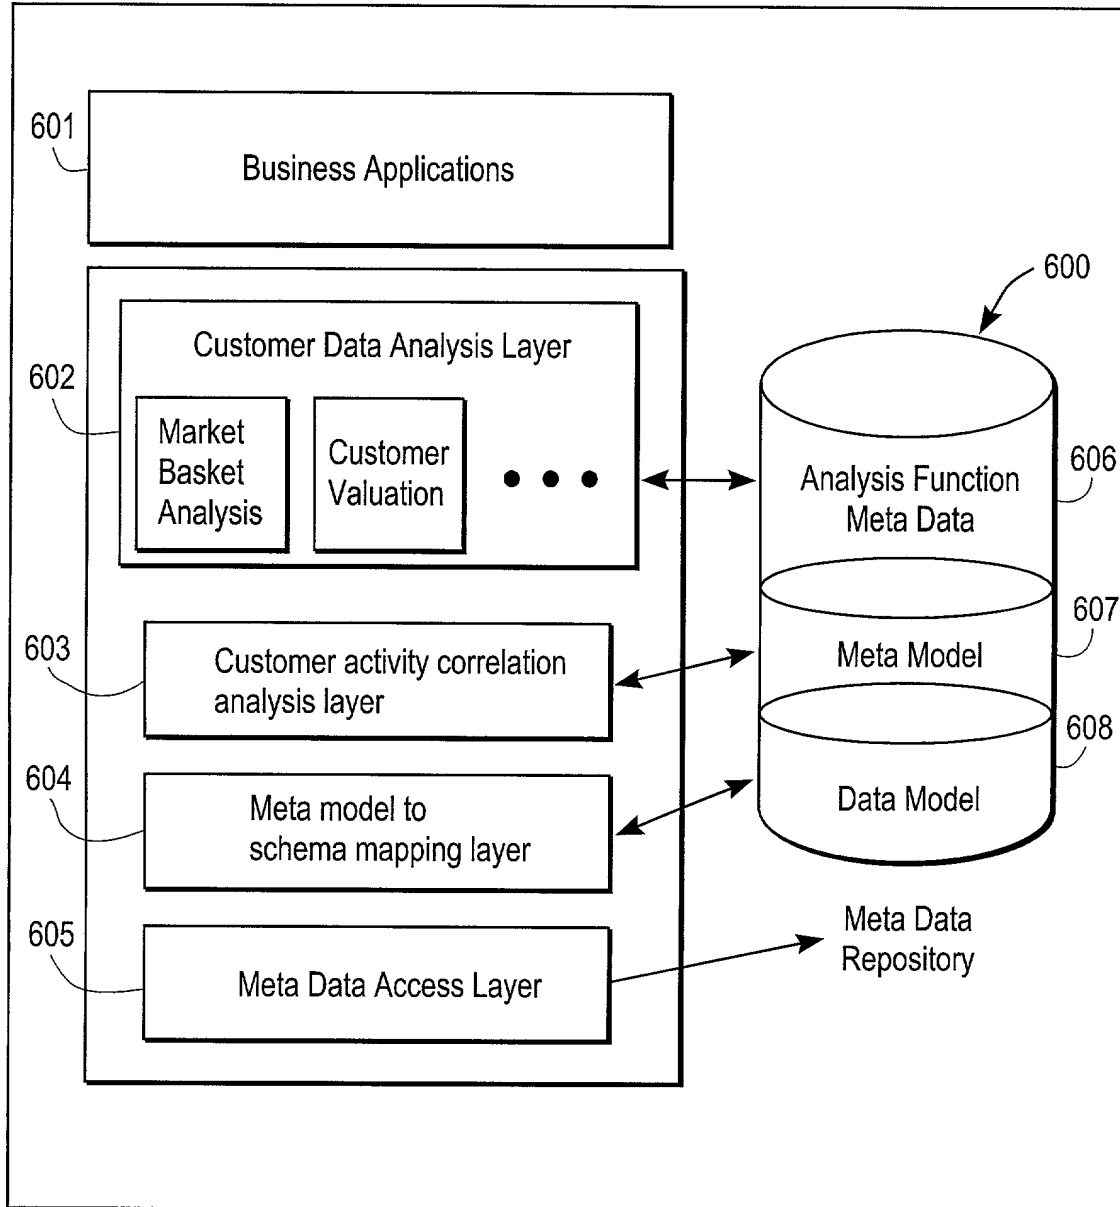 601
Business Applications
600
Customer Data Analysis Layer
602
Market
Basket
Analysis
Customer
Valuation
Analysis Function
Meta Data
606
603
Customer activity correlation
analysis layer
Meta Model
607
604
Meta model to
schema mapping layer
Data Model
608
605
Meta Data Access Layer
Meta Data
Repository